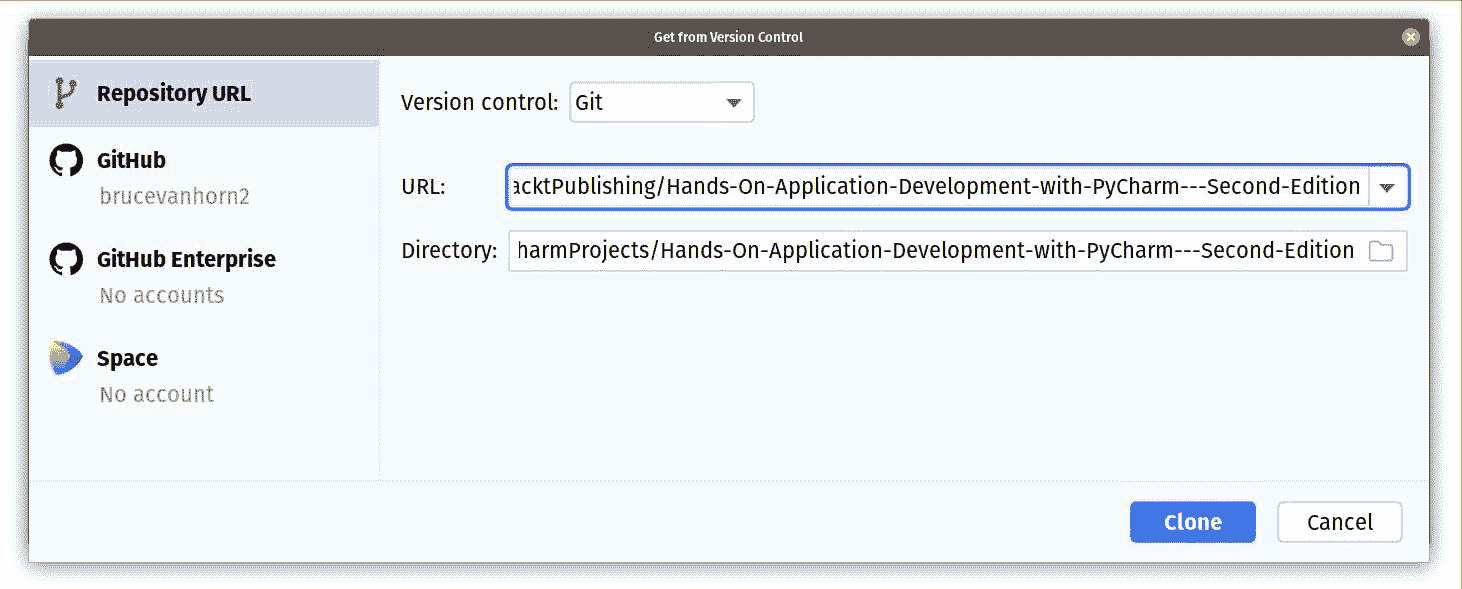 Get from Version Control
Repository URL
GitHub
brucevanhorn2
GitHub Enterprise
No accounts
Space
No account
Version control: Git
URL: acktPublishing/Hands-On-Application-Development-with-PyCharm---Second-Edition
Directory: harmProjects/Hands-On-Application-Development-with-PyCharm---Second-Edition
Clone Cancel